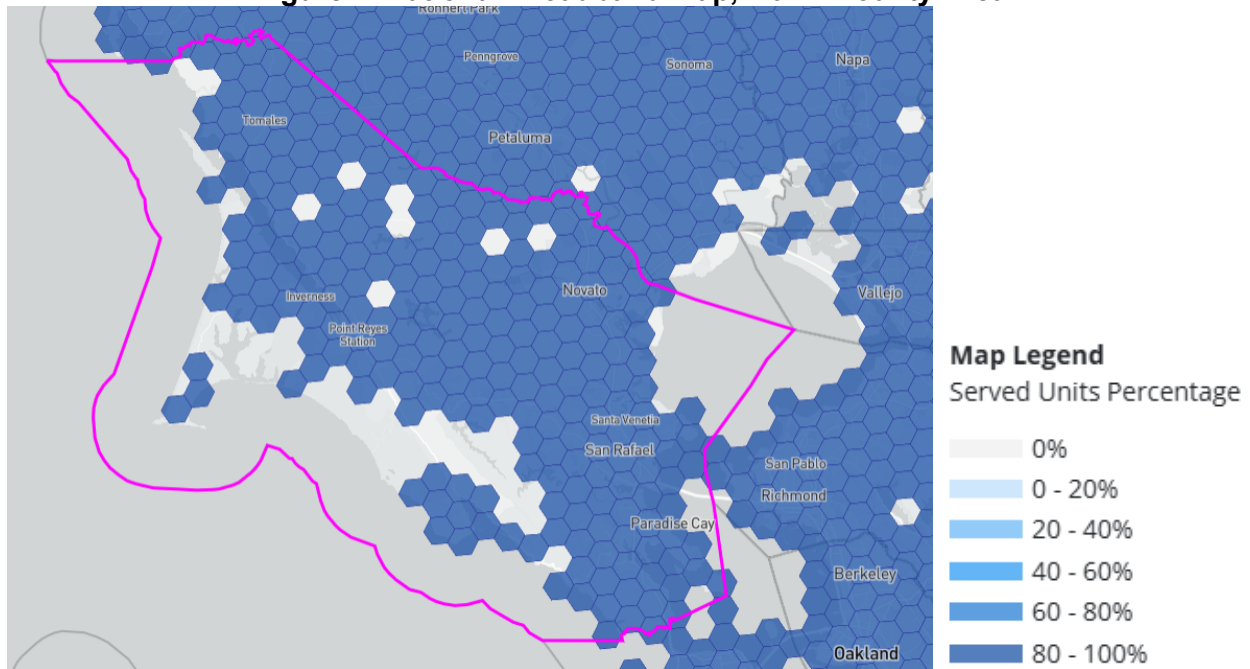 Rohnert Park
Penngrove
Sonoma
Napa
Tomales
Petaluma
Inverness
Novato
Vallejo
Point Reyes
Station
Santa Venetia
San Rafael
San Pablo
Richmond
Paradise Cay
Berkeley
Oakland
Map Legend
Served Units Percentage
0%
0 - 20%
20 - 40%
40 - 60%
60 - 80%
80 - 100%